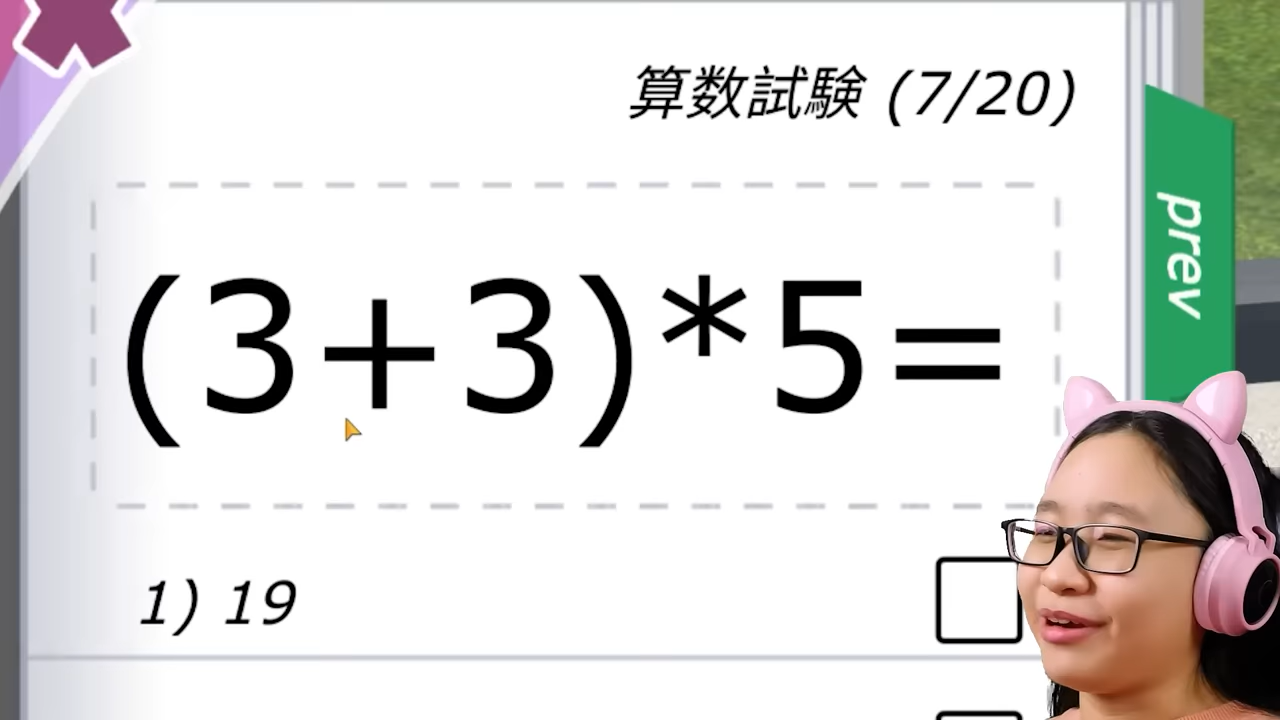 算数試験 (7/20)
prev
(3+3)*5=
1) 19